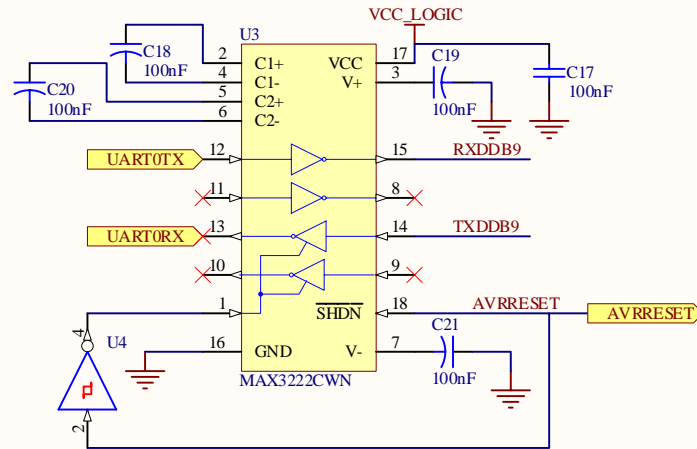 VCC_LOGIC
U3
C18
100nF
C20
100nF
2 C1+ VCC 17
4 C1- V+ 3
5 C2+
6 C2-
C19
100nF
C17
100nF
UART0TX 12 15 RXDDB9
11 8
UART0RX 13 14 TXDDB9
10 9
1 SHDN 18 AVRRESET AVRRESET
4 U4
16 GND V- 7
C21
100nF
MAX3222CWN
2